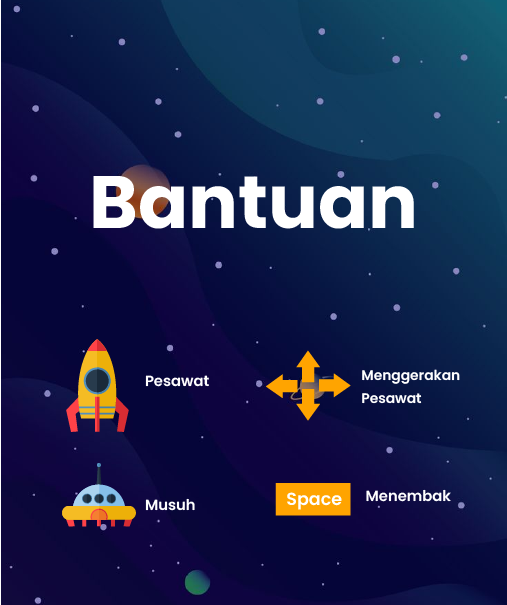 Bantuan
Pesawat
Menggerakan
Pesawat
Musuh
Space
Menembak